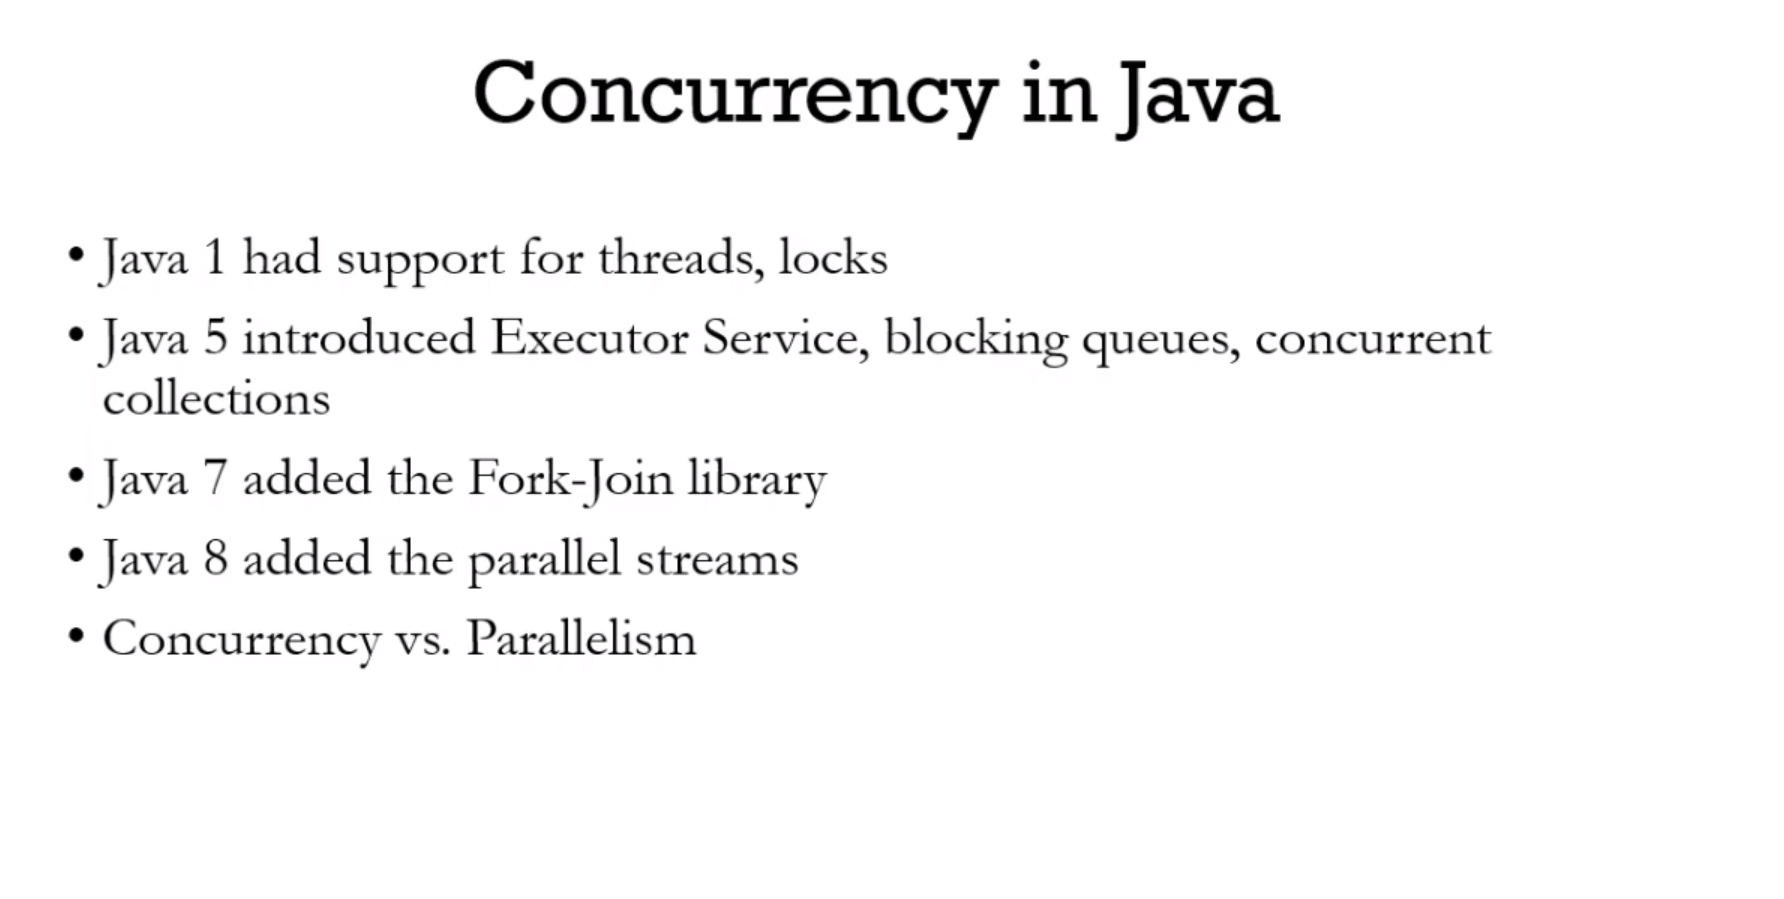 Concurrency in Java
• Java 1 had support for threads, locks
• Java 5 introduced Executor Service, blocking queues, concurrent
collections
• Java 7 added the Fork-Join library
• Java 8 added the parallel streams
• Concurrency vs. Parallelism